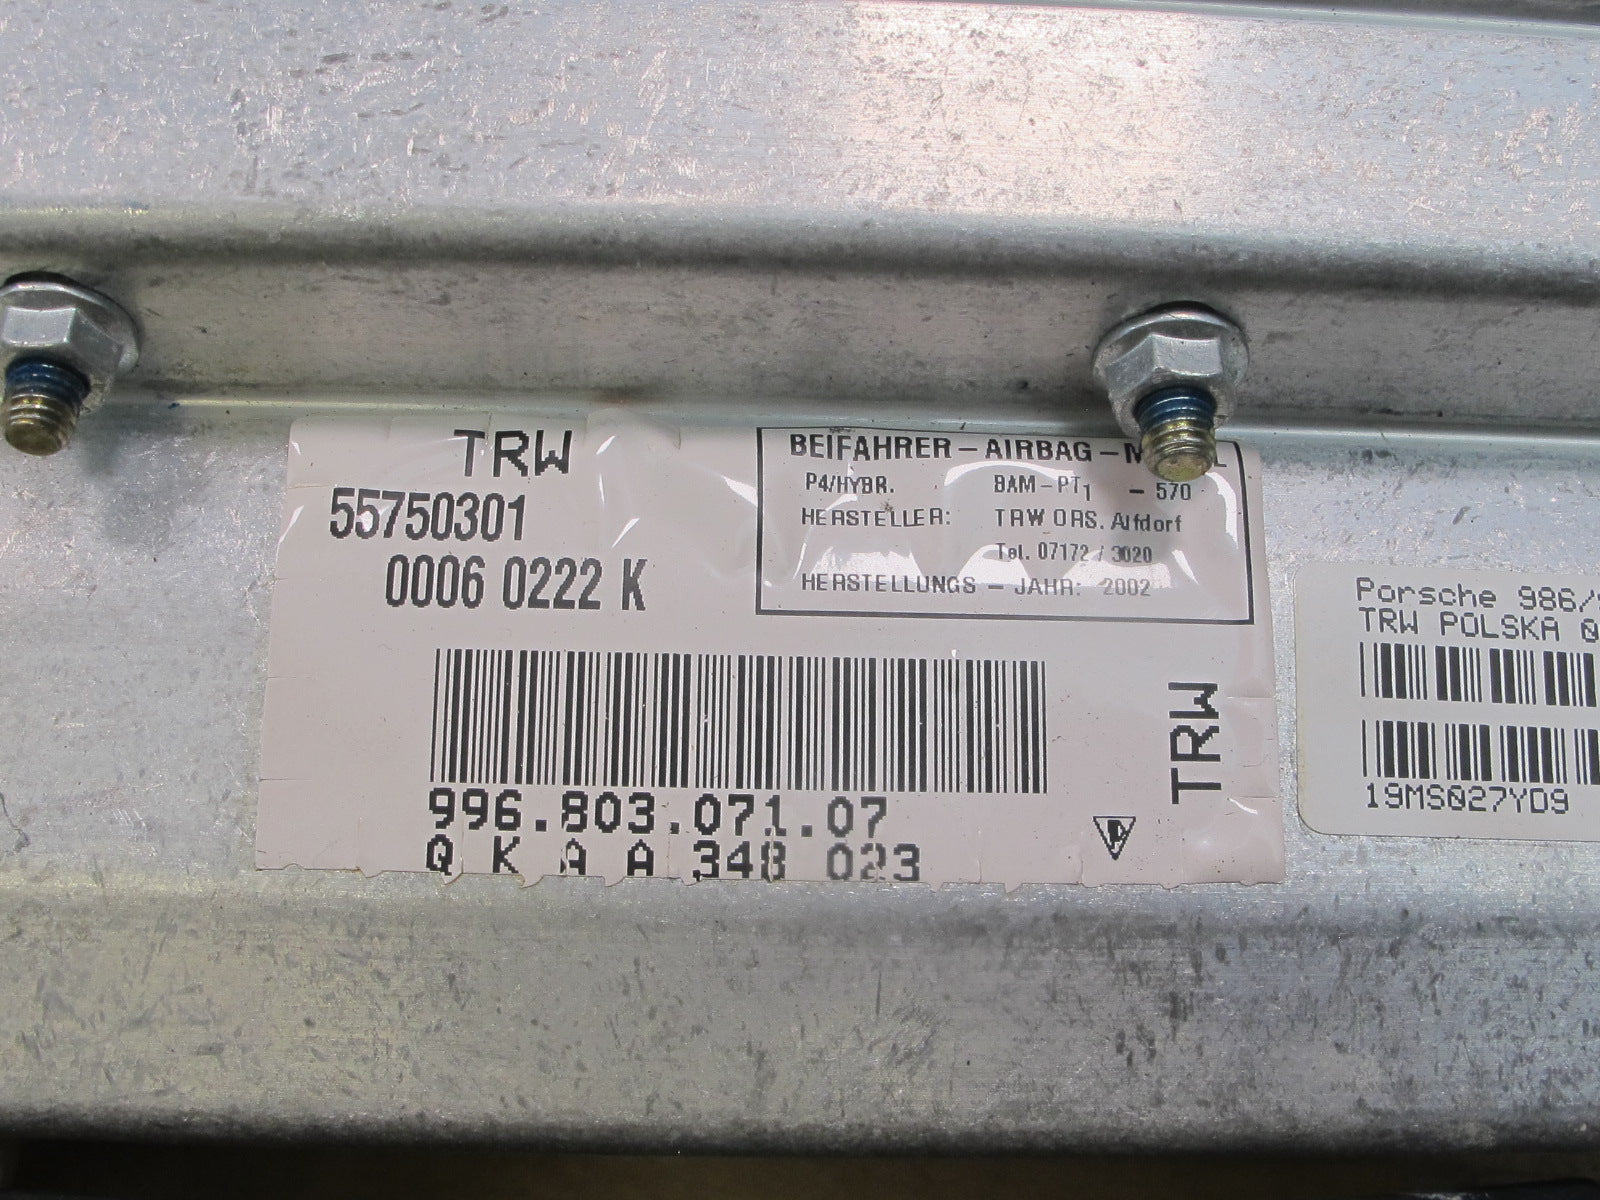 TRW
55750301
0006 0222 K
BEIFAHRER-AIRBAG-
P4/HYBR. BAM-PT1 -570
HERSTELLER: TRW ORS. Alfdorf
Tel. 07172/3020
HERSTELLUNGS - JAHR: 2002
996.803.071.07
Q K A A 348 023
TRW
Porsche 986/
TRW POLSKA
19MS027Y09